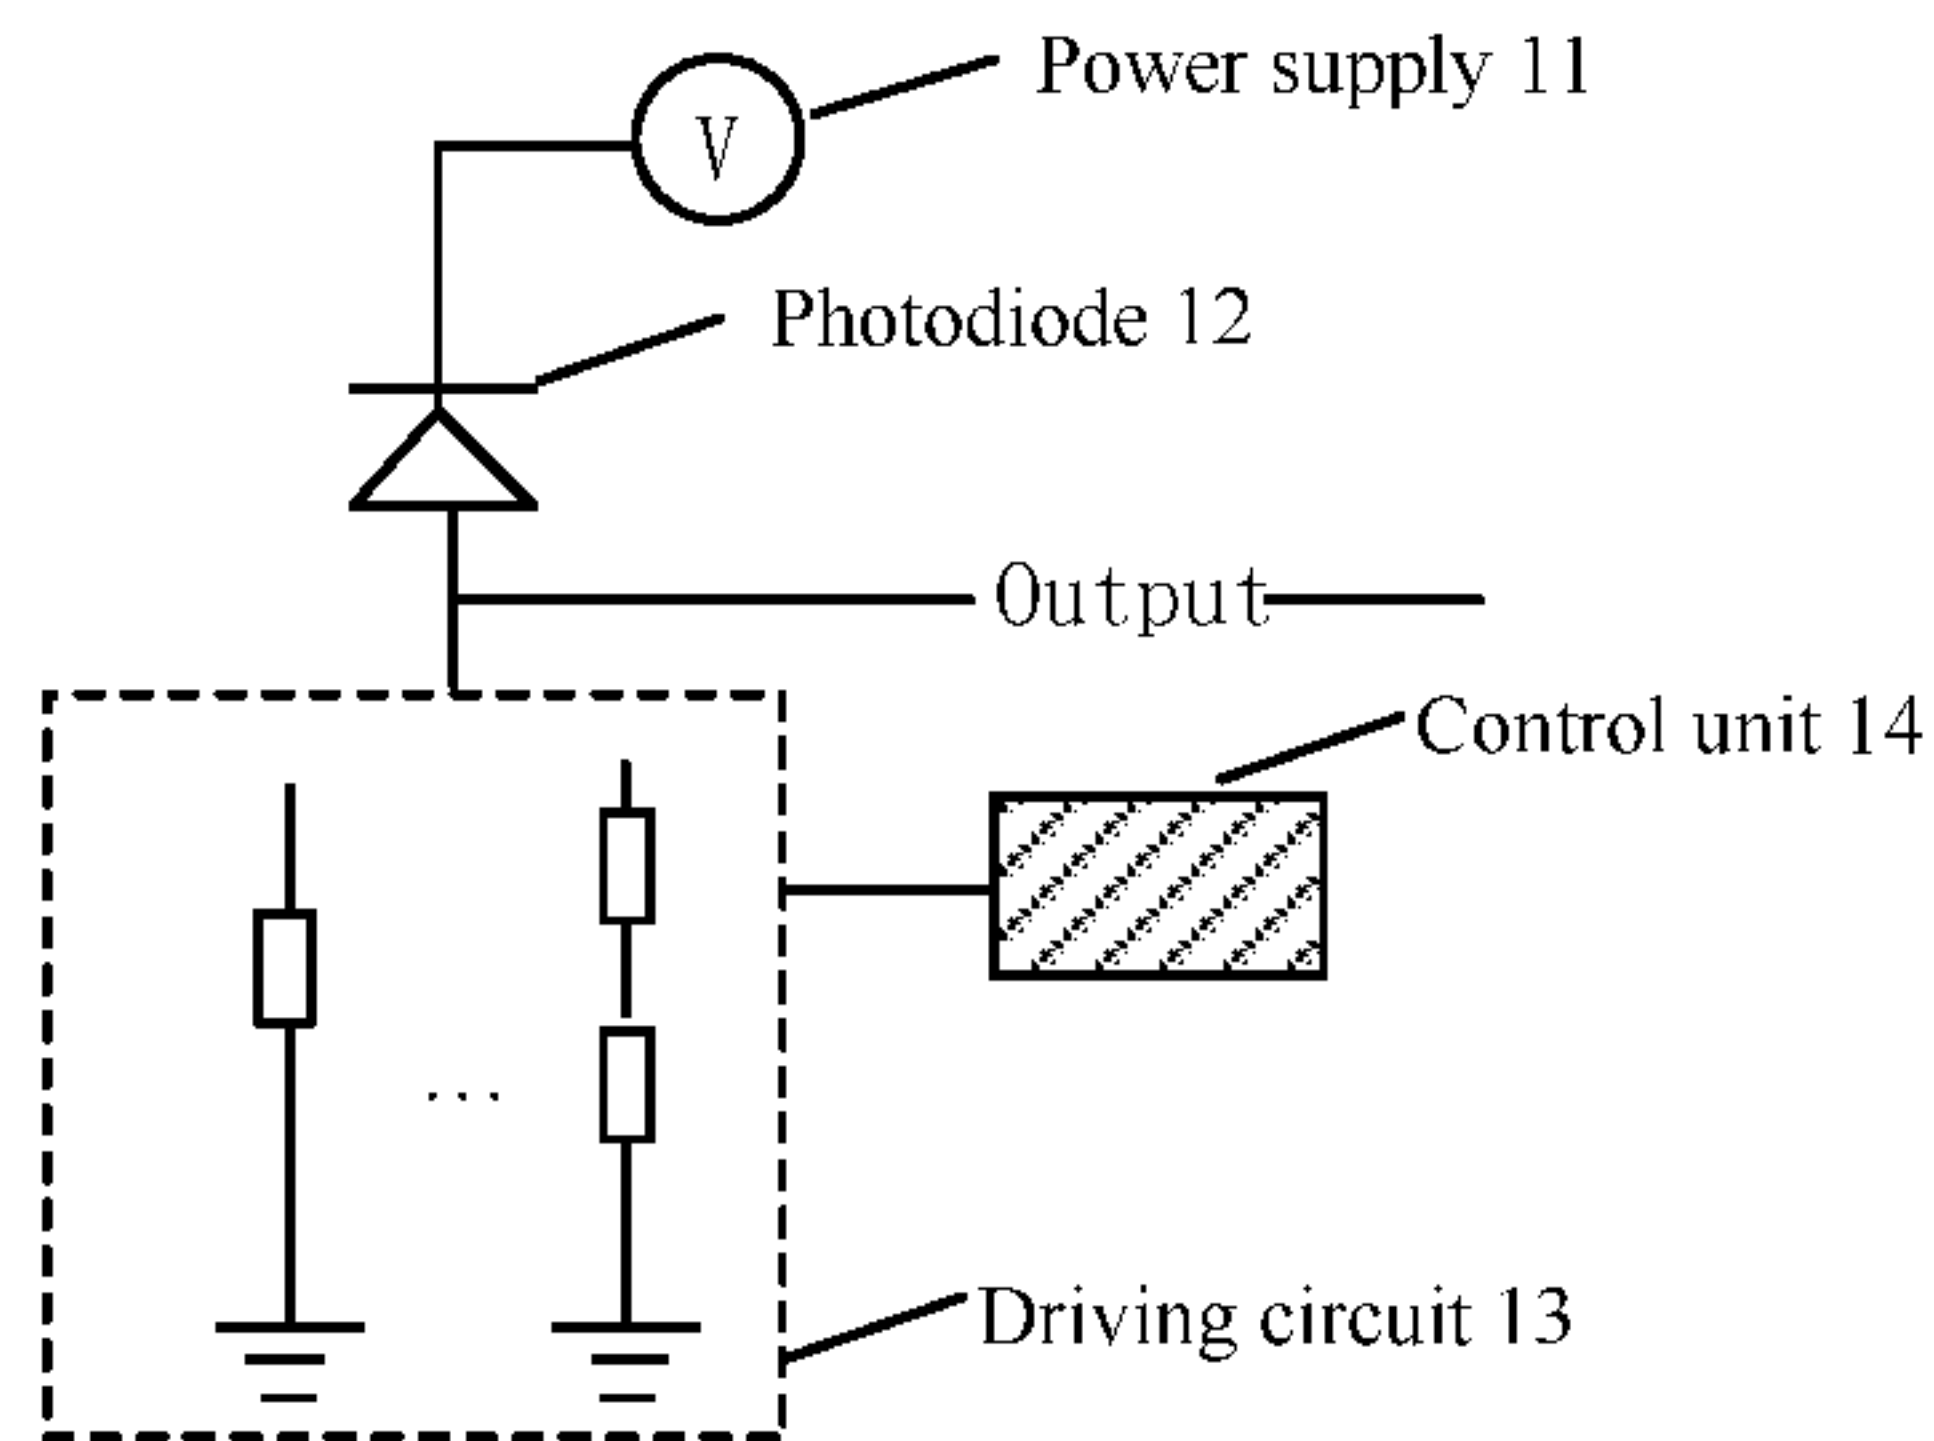 Power supply 11
V
Photodiode 12
Output
Control unit 14
...
Driving circuit 13